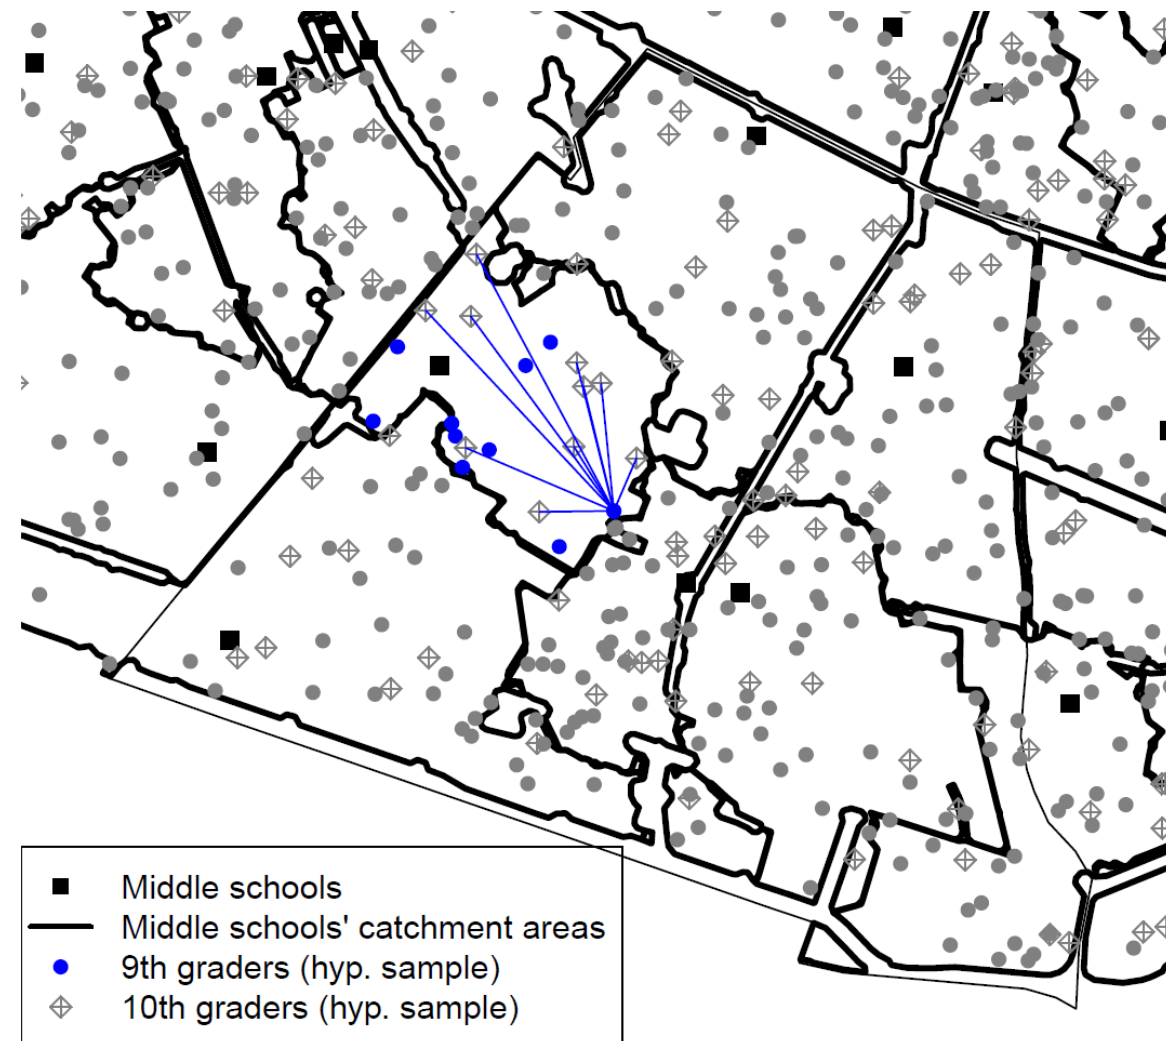 Middle schools
Middle schools' catchment areas
9th graders (hyp. sample)
10th graders (hyp. sample)